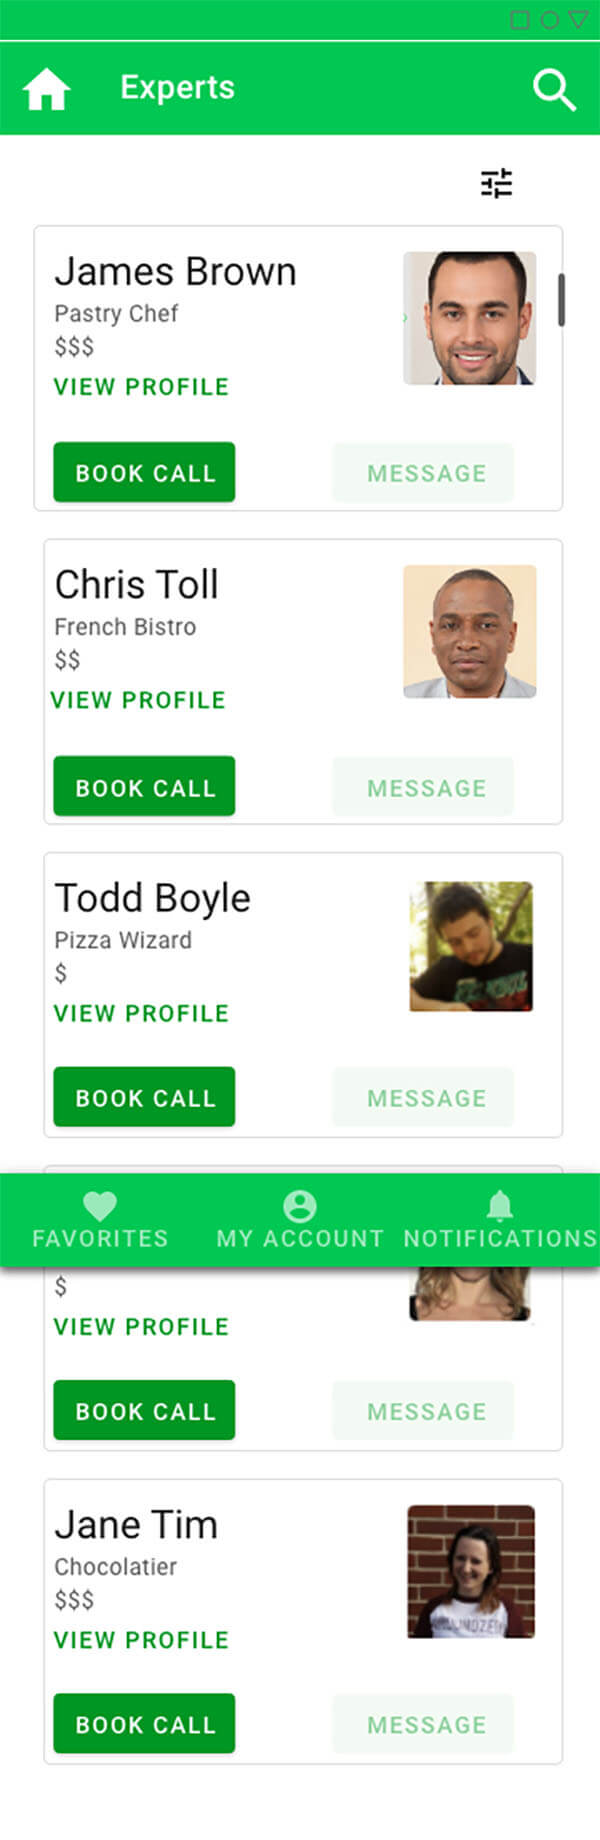 Experts
James Brown
Pastry Chef
$$$
VIEW PROFILE
BOOK CALL MESSAGE
Chris Toll
French Bistro
$$
VIEW PROFILE
BOOK CALL MESSAGE
Todd Boyle
Pizza Wizard
$
VIEW PROFILE
BOOK CALL MESSAGE
FAVORITES MY ACCOUNT NOTIFICATIONS
$
VIEW PROFILE
BOOK CALL MESSAGE
Jane Tim
Chocolatier
$$$
VIEW PROFILE
BOOK CALL MESSAGE